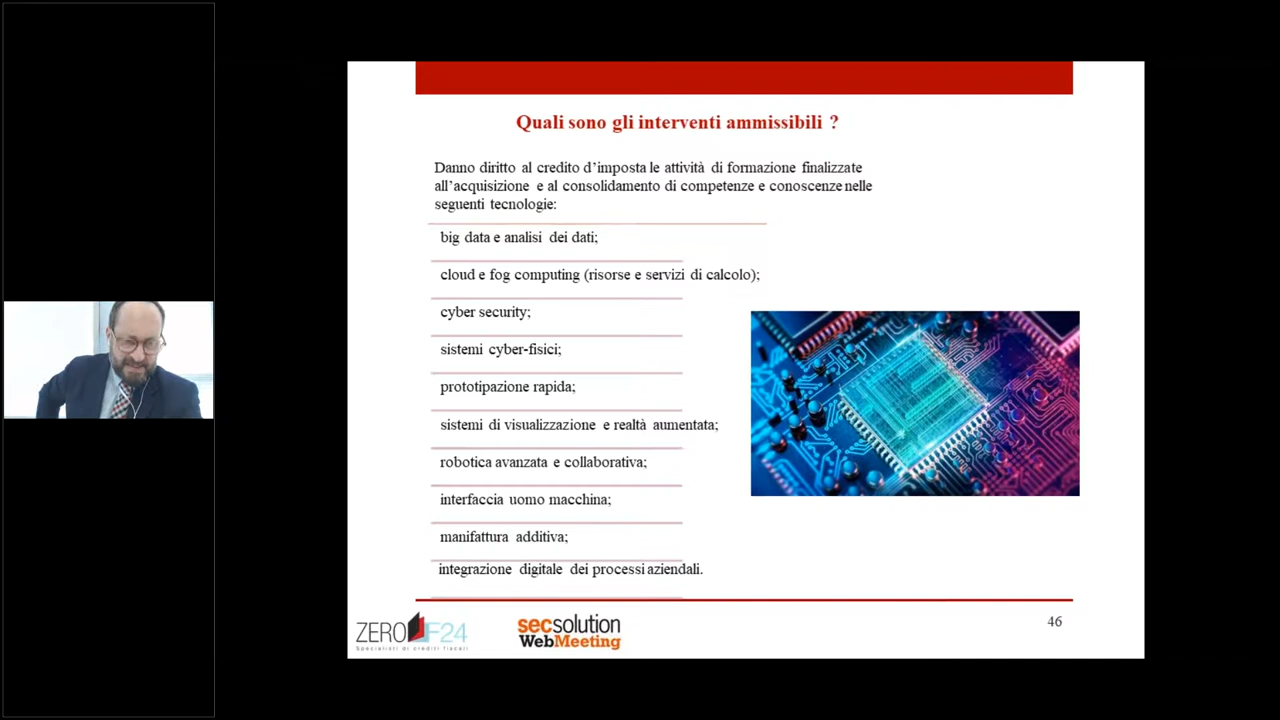 Quali sono gli interventi ammissibili ?
Danno diritto al credito d’imposta le attività di formazione finalizzate
all’acquisizione e al consolidamento di competenze e conoscenze nelle
seguenti tecnologie:
big data e analisi dei dati;
cloud e fog computing (risorse e servizi di calcolo);
cyber security;
sistemi cyber-fisici;
prototipazione rapida;
sistemi di visualizzazione e realtà aumentata;
robotica avanzata e collaborativa;
interfaccia uomo macchina;
manifattura additiva;
integrazione digitale dei processi aziendali.
ZERO F24
Specialisti di crediti fiscali
secsolution
WebMeeting
46